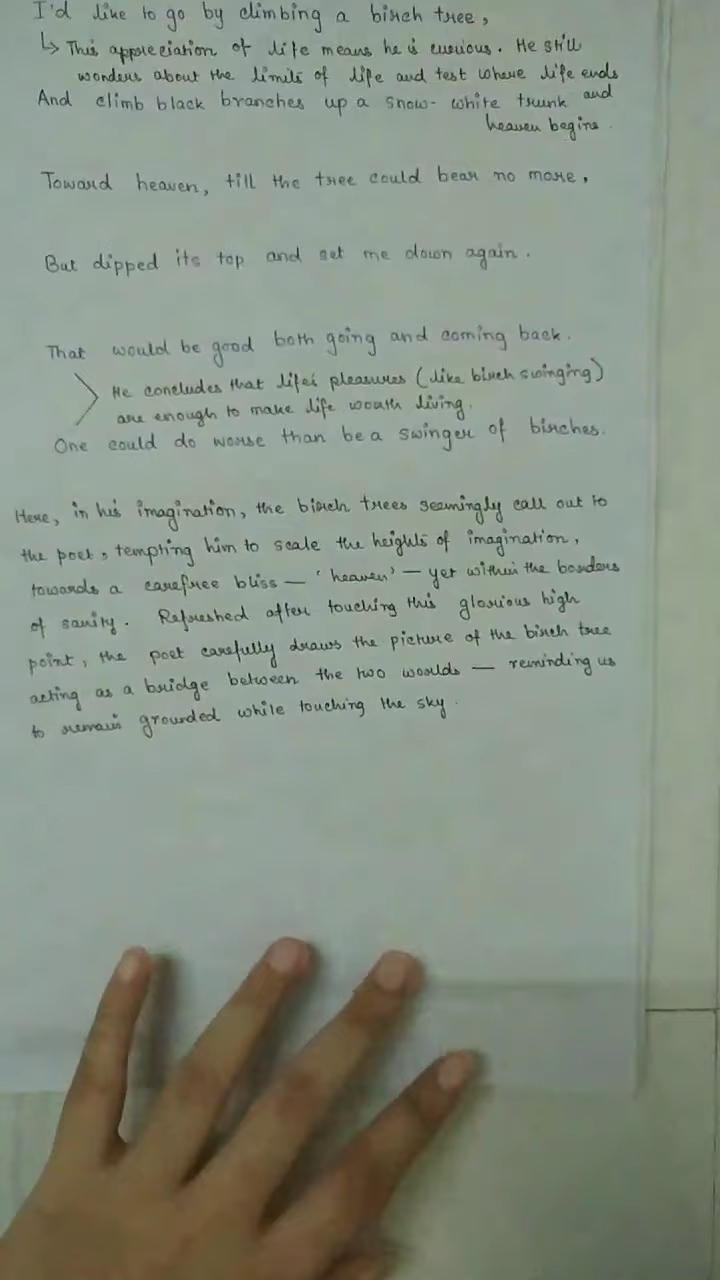 I'd like to go by climbing a birch tree,
↳ This appreciation of life means he is curious. He still
wonders about the limits of life and test where life ends
and
And climb black branches up a snow-white trunk
heaven begins.
Toward heaven, till the tree could bear no more,
But dipped its top and set me down again.
That would be good both going and coming back.
He concludes that life's pleasures (like birch swinging)
are enough to make life worth living.
One could do worse than be a swinger of birches.
Here, in his imagination, the birch trees seemingly call out to
the poet, tempting him to scale the heights of imagination,
towards a carefree bliss — 'heaven' — yet within the borders
of sanity. Refreshed after touching this glorious high
point, the poet carefully draws the picture of the birch tree
acting as a bridge between the two worlds — reminding us
to remain grounded while touching the sky.